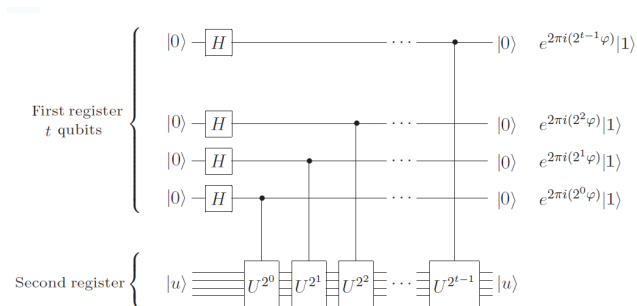 |0⟩ H · · · |0⟩ e^{2πi(2^{t−1}φ)}|1⟩
First register
t qubits
|0⟩ H · · · |0⟩ e^{2πi(2^2φ)}|1⟩
|0⟩ H · · · |0⟩ e^{2πi(2^1φ)}|1⟩
|0⟩ H · · · |0⟩ e^{2πi(2^0φ)}|1⟩
Second register |u⟩ U^{2^0} U^{2^1} U^{2^2} · · · U^{2^{t−1}} |u⟩